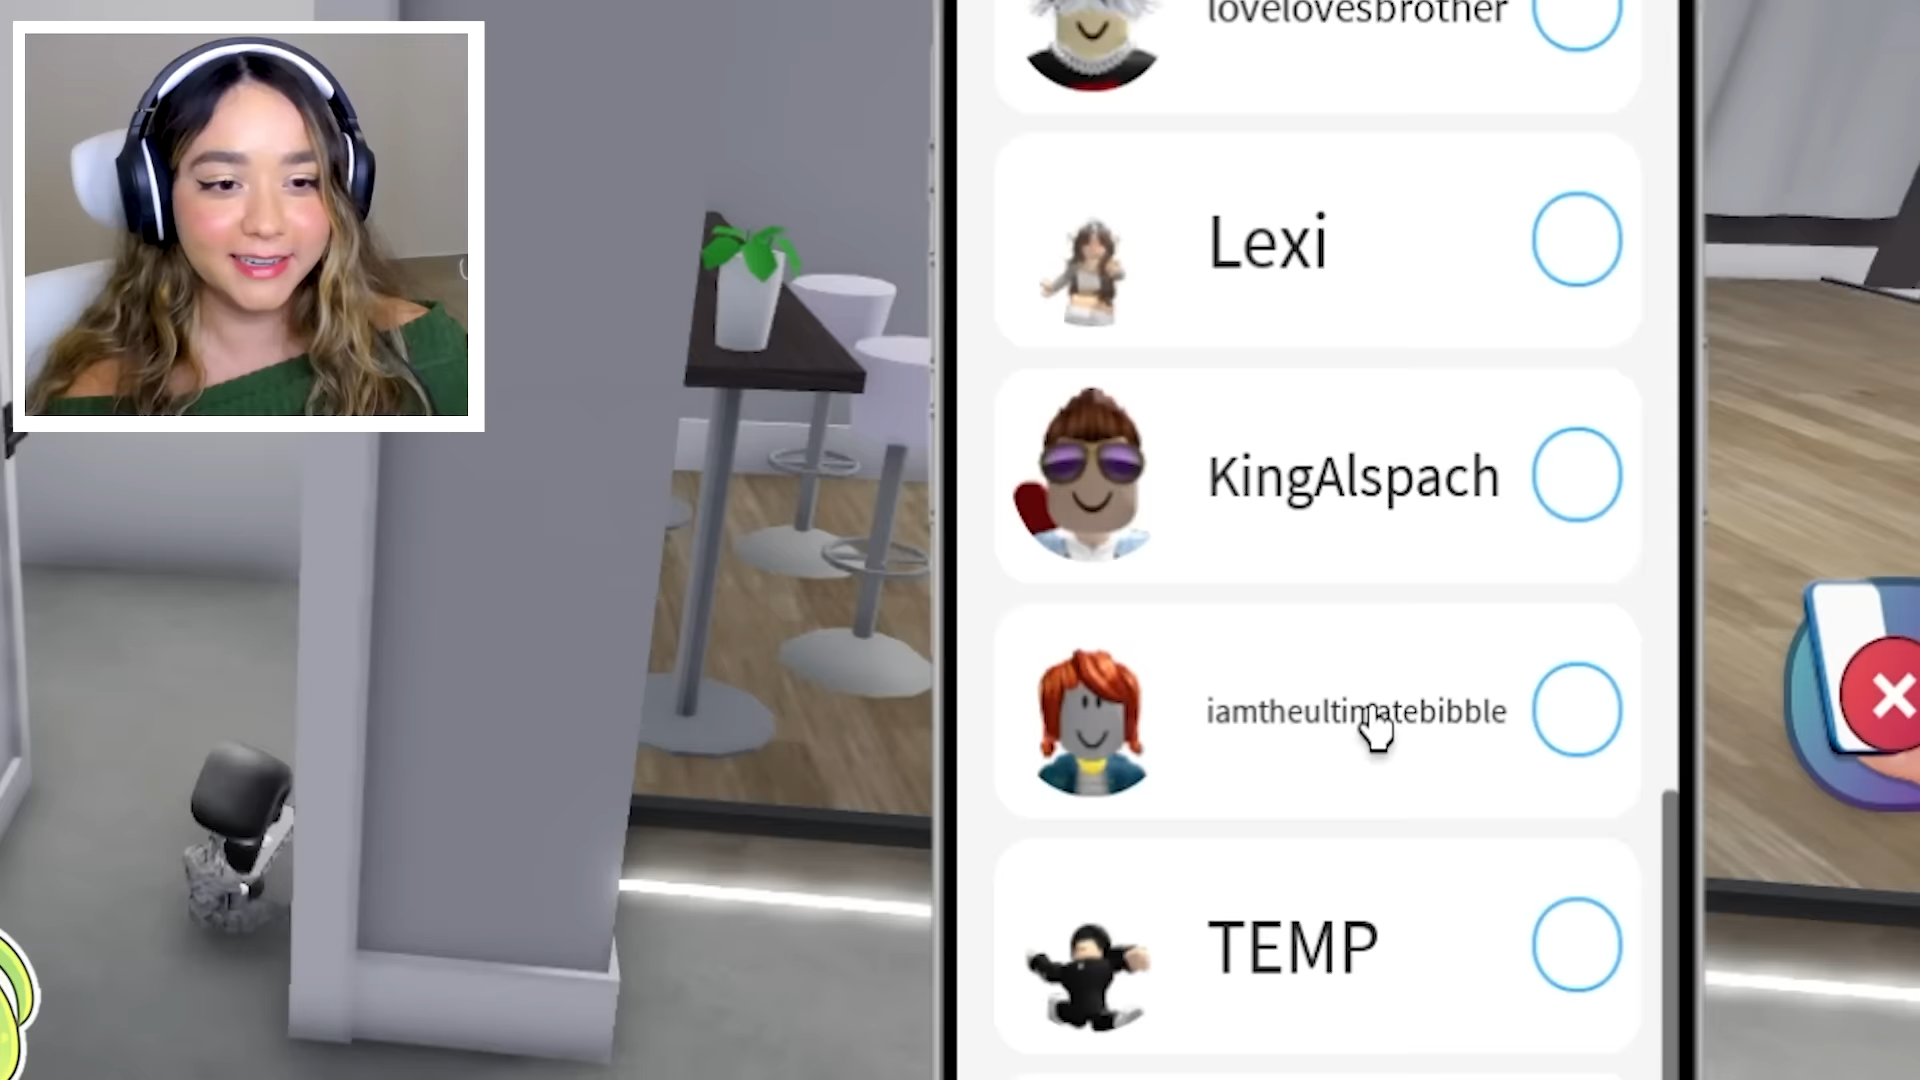 lovelovesbrother
Lexi
KingAlspach
iamtheultimatebibble
TEMP